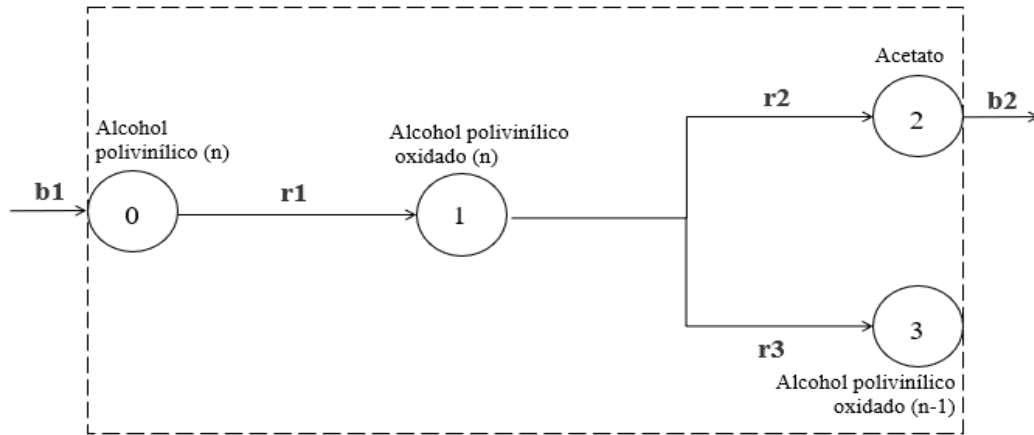 Acetato
r2
b2
2
Alcohol
polivinílico (n)
Alcohol polivinílico
oxidado (n)
b1
r1
0
1
3
r3
Alcohol polivinílico
oxidado (n-1)